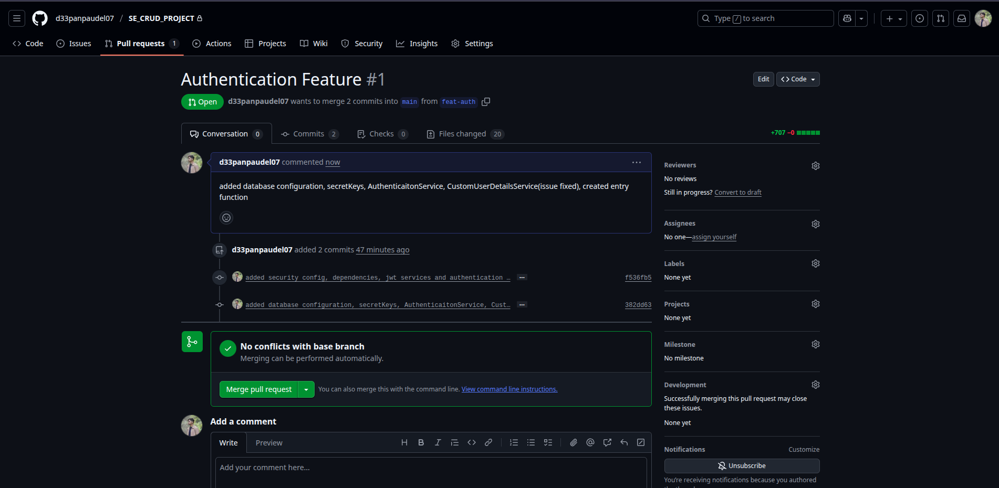 d33panpaudel07 / SE_CRUD_PROJECT
Type / to search
Code
Issues
Pull requests 1
Actions
Projects
Wiki
Security
Insights
Settings
Authentication Feature #1
Edit
Code
Open
d33panpaudel07 wants to merge 2 commits into main from feat-auth
Conversation 0
Commits 2
Checks 0
Files changed 20
+707 −0
d33panpaudel07 commented now
added database configuration, secretKeys, AuthenticaitonService, CustomUserDetailsService(issue fixed), created entry
function
d33panpaudel07 added 2 commits 47 minutes ago
added security config, dependencies, jwt services and authentication …
f536fb5
added database configuration, secretKeys, AuthenticaitonService, Cust…
382dd63
No conflicts with base branch
Merging can be performed automatically.
Merge pull request
You can also merge this with the command line. View command line instructions.
Add a comment
Write
Preview
Add your comment here...
Reviewers
No reviews
Still in progress? Convert to draft
Assignees
No one—assign yourself
Labels
None yet
Projects
None yet
Milestone
No milestone
Development
Successfully merging this pull request may close
these issues.
None yet
Notifications
Customize
Unsubscribe
You're receiving notifications because you authored